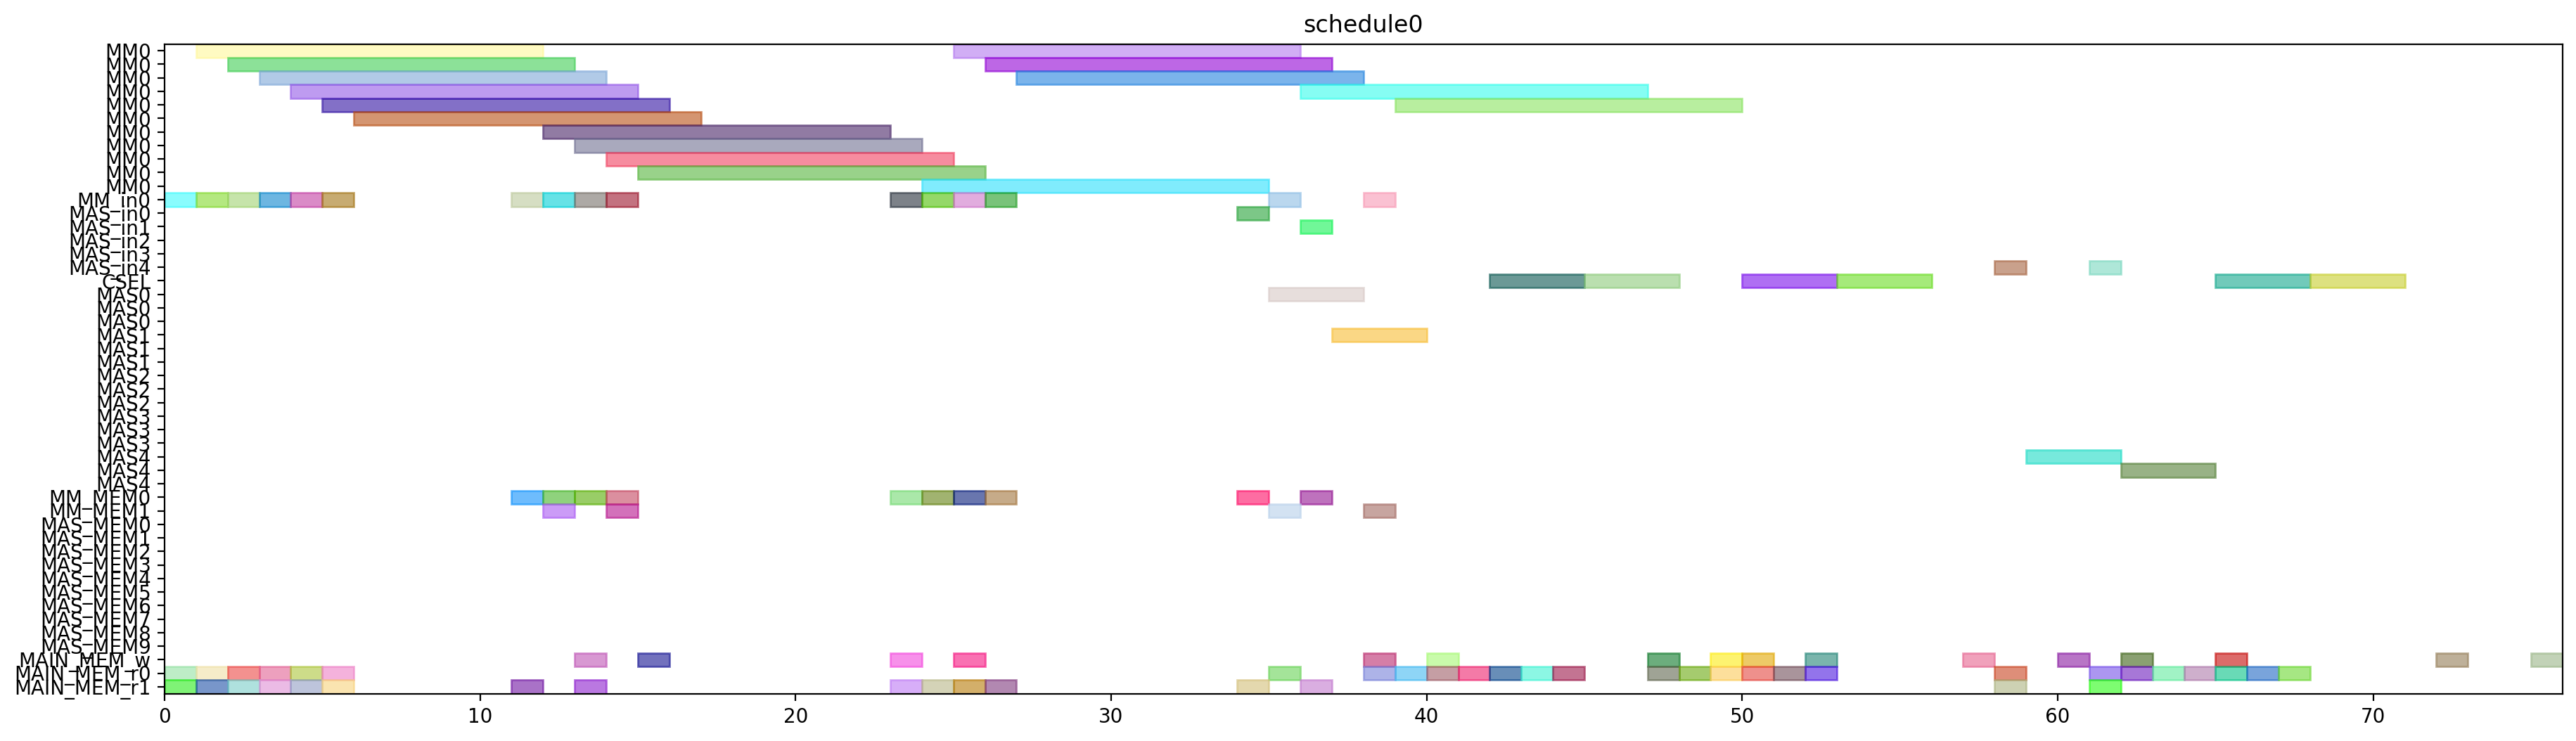 schedule0
MM0
MM0
MM0
MM0
MM0
MM0
MM0
MM0
MM0
MM0
MM0
MM_in0
MAS_in0
MAS_in1
MAS_in2
MAS_in3
MAS_in4
CSEL
MAS0
MAS0
MAS0
MAS1
MAS1
MAS1
MAS2
MAS2
MAS2
MAS3
MAS3
MAS3
MAS4
MAS4
MAS4
MM_MEM0
MM_MEM1
MAS_MEM0
MAS_MEM1
MAS_MEM2
MAS_MEM3
MAS_MEM4
MAS_MEM5
MAS_MEM6
MAS_MEM7
MAS_MEM8
MAS_MEM9
MAIN_MEM_w
MAIN_MEM_r0
MAIN_MEM_r1
0 10 20 30 40 50 60 70